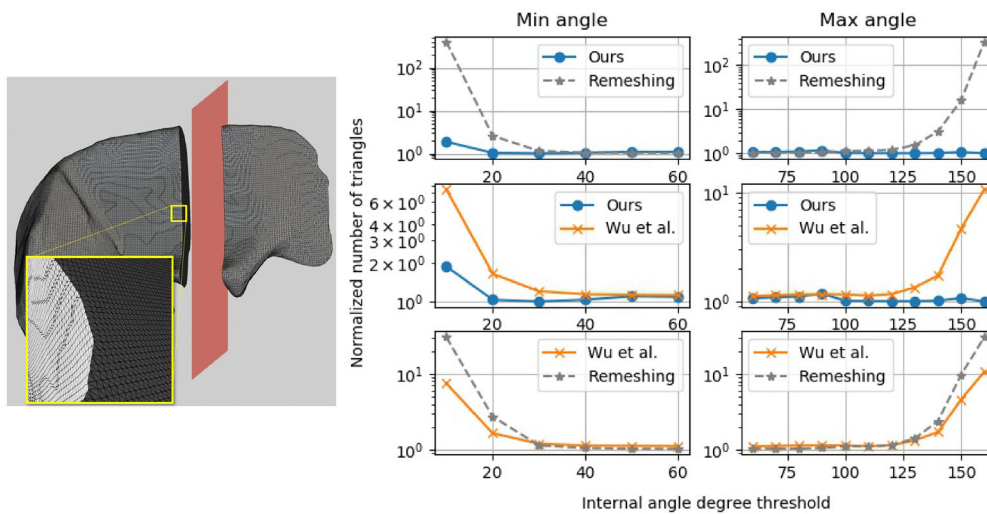 Min angle
Max angle
Normalized number of triangles
10²
10¹
10⁰
Ours
Remeshing
20
40
60
10²
10¹
10⁰
Ours
Remeshing
75
100
125
150
6 × 10⁰
4 × 10⁰
3 × 10⁰
2 × 10⁰
10⁰
Ours
Wu et al.
20
40
60
10¹
10⁰
Ours
Wu et al.
75
100
125
150
10¹
10⁰
Wu et al.
Remeshing
20
40
60
10¹
10⁰
Wu et al.
Remeshing
75
100
125
150
Internal angle degree threshold